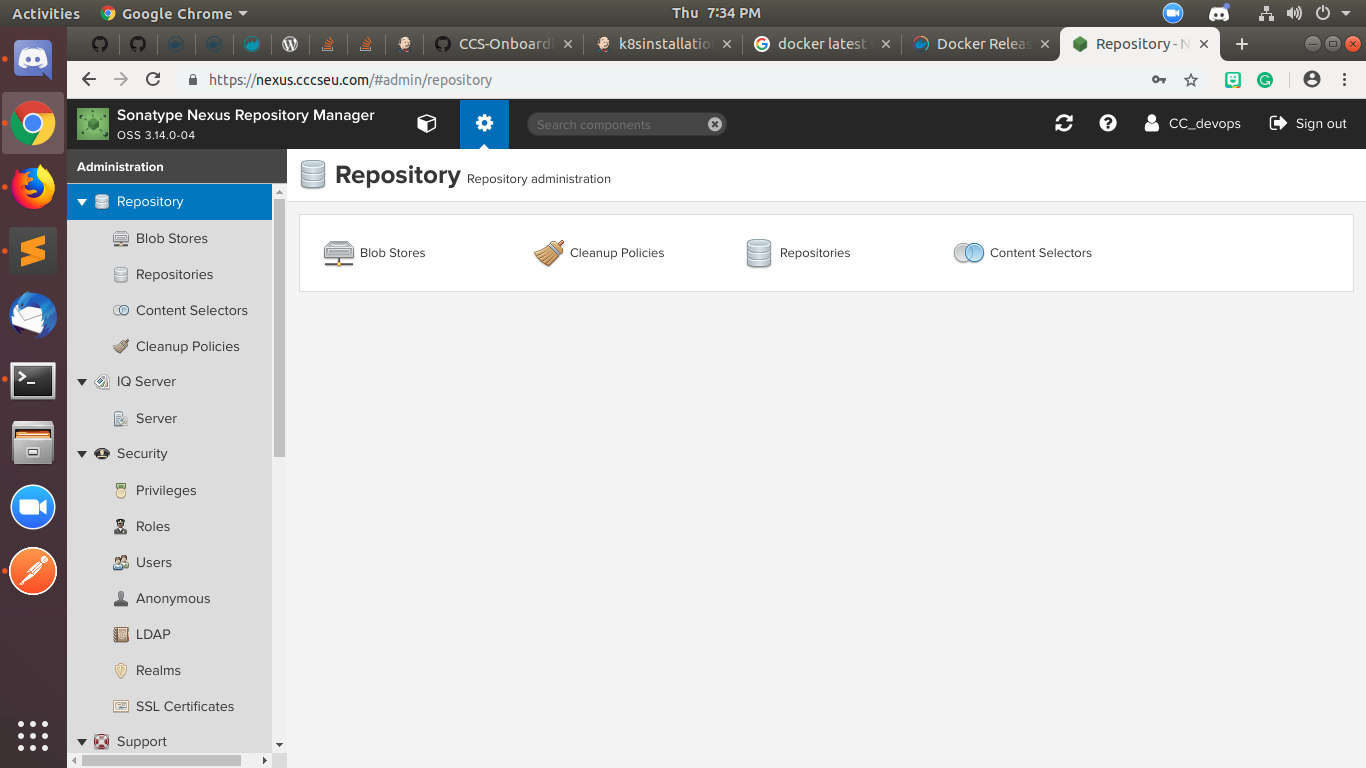 Activities Google Chrome Thu 7:34 PM
CCS-Onboard k8sinstallatio docker latest Docker Releas Repository - N
https://nexus.cccseu.com/#admin/repository
Sonatype Nexus Repository Manager
OSS 3.14.0-04
Search components
CC_devops Sign out
Administration
Repository Repository administration
Repository
Blob Stores
Repositories
Content Selectors
Cleanup Policies
IQ Server
Server
Security
Privileges
Roles
Users
Anonymous
LDAP
Realms
SSL Certificates
Support
Blob Stores Cleanup Policies Repositories Content Selectors